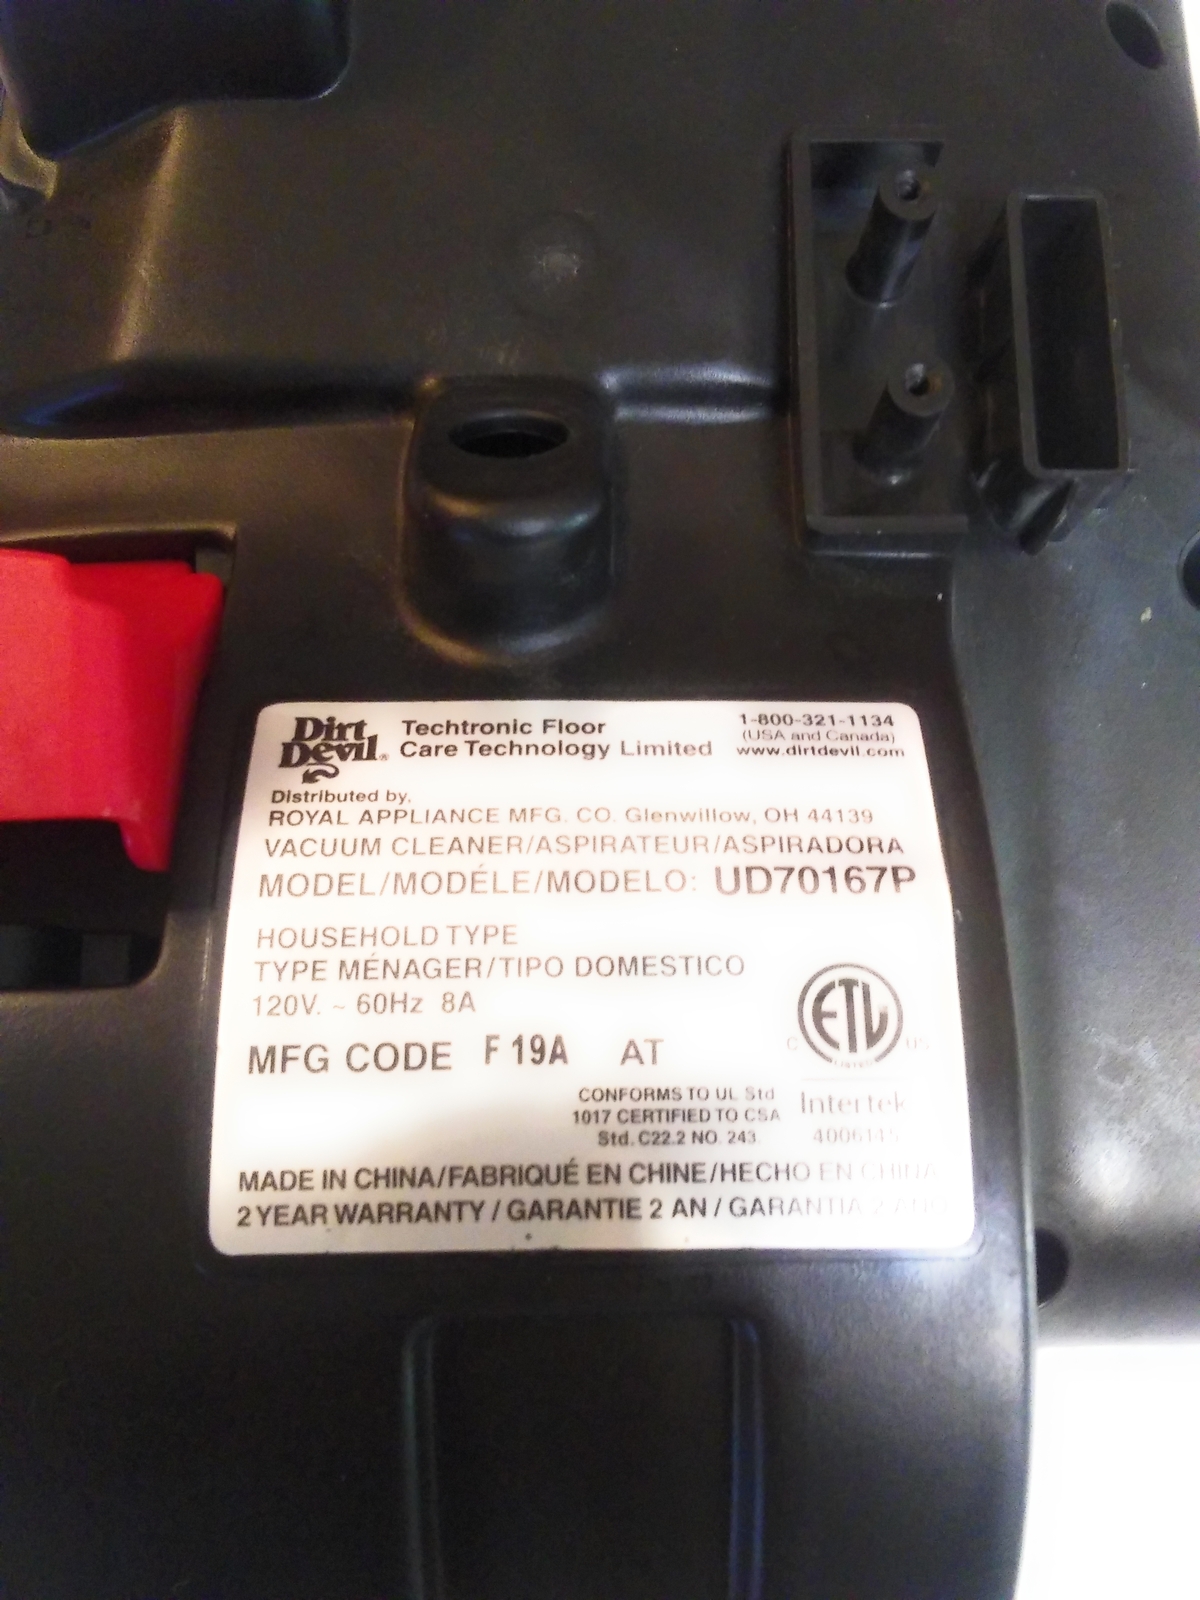 Dirt Devil®
Techtronic Floor
Care Technology Limited
1-800-321-1134
(USA and Canada)
www.dirtdevil.com
Distributed by,
ROYAL APPLIANCE MFG. CO. Glenwillow, OH 44139
VACUUM CLEANER/ASPIRATEUR/ASPIRADORA
MODEL/MODÉLE/MODELO: UD70167P
HOUSEHOLD TYPE
TYPE MÉNAGER/TIPO DOMESTICO
120V. ~ 60Hz 8A
MFG CODE F 19A AT
C ETL US
LISTED
CONFORMS TO UL Std
1017 CERTIFIED TO CSA
Std. C22.2 NO. 243
Intertek
MADE IN CHINA/FABRIQUÉ EN CHINE/HECHO EN CHINA
2 YEAR WARRANTY / GARANTIE 2 AN / GARANTIA 2